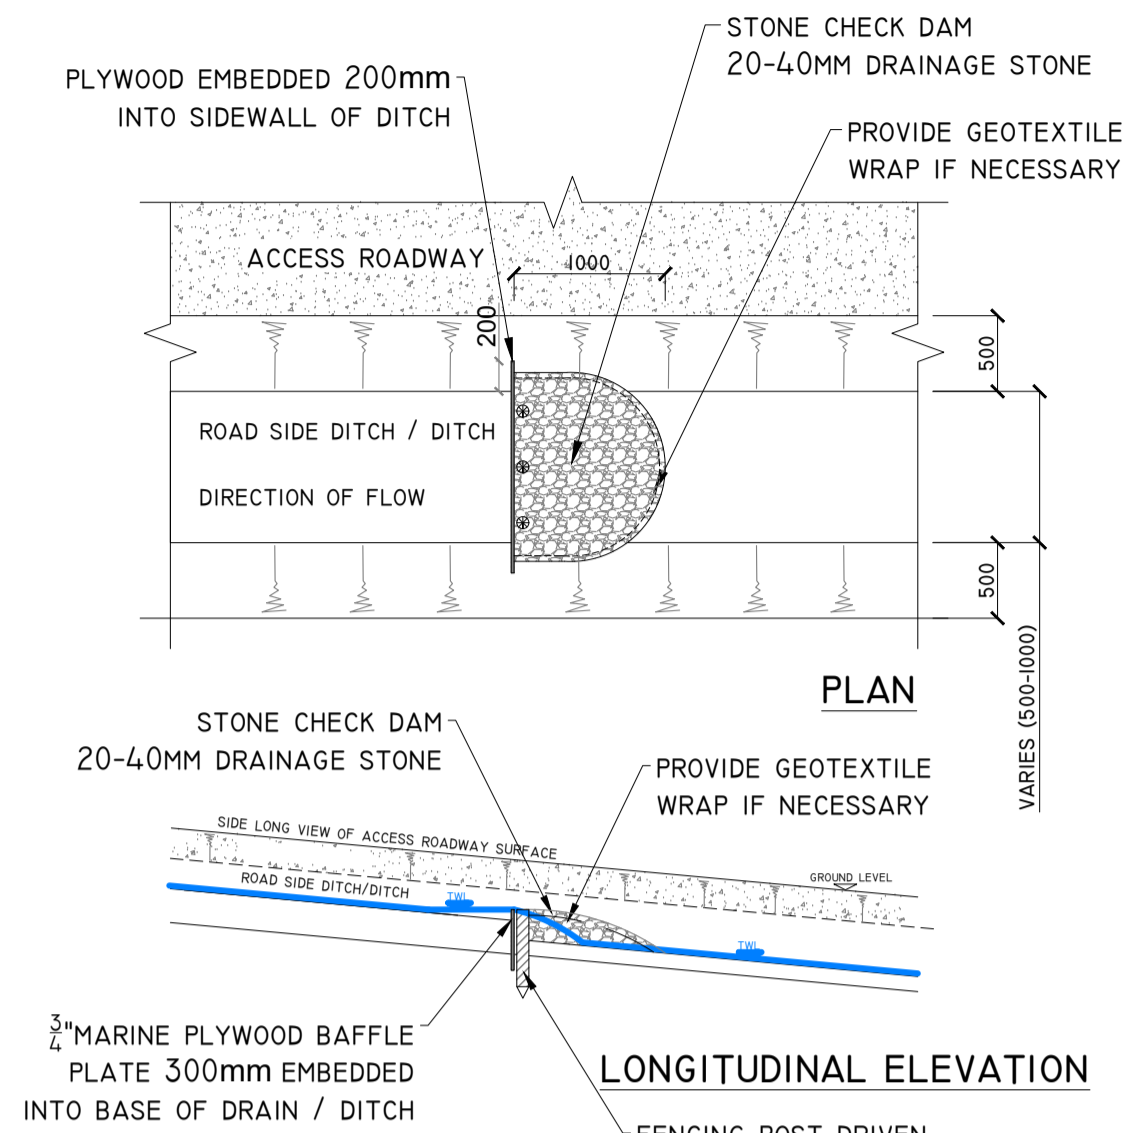 STONE CHECK DAM
20-40MM DRAINAGE STONE
PLYWOOD EMBEDDED 200mm
INTO SIDEWALL OF DITCH
PROVIDE GEOTEXTILE
WRAP IF NECESSARY
ACCESS ROADWAY
1000
200
500
ROAD SIDE DITCH / DITCH
DIRECTION OF FLOW
500
VARIES (500-1000)
PLAN
STONE CHECK DAM
20-40MM DRAINAGE STONE
PROVIDE GEOTEXTILE
WRAP IF NECESSARY
SIDE LONG VIEW OF ACCESS ROADWAY SURFACE
GROUND LEVEL
ROAD SIDE DITCH/DITCH
TWL
TWL
3/4"MARINE PLYWOOD BAFFLE
PLATE 300mm EMBEDDED
INTO BASE OF DRAIN / DITCH
LONGITUDINAL ELEVATION
FENCING POST DRIVEN